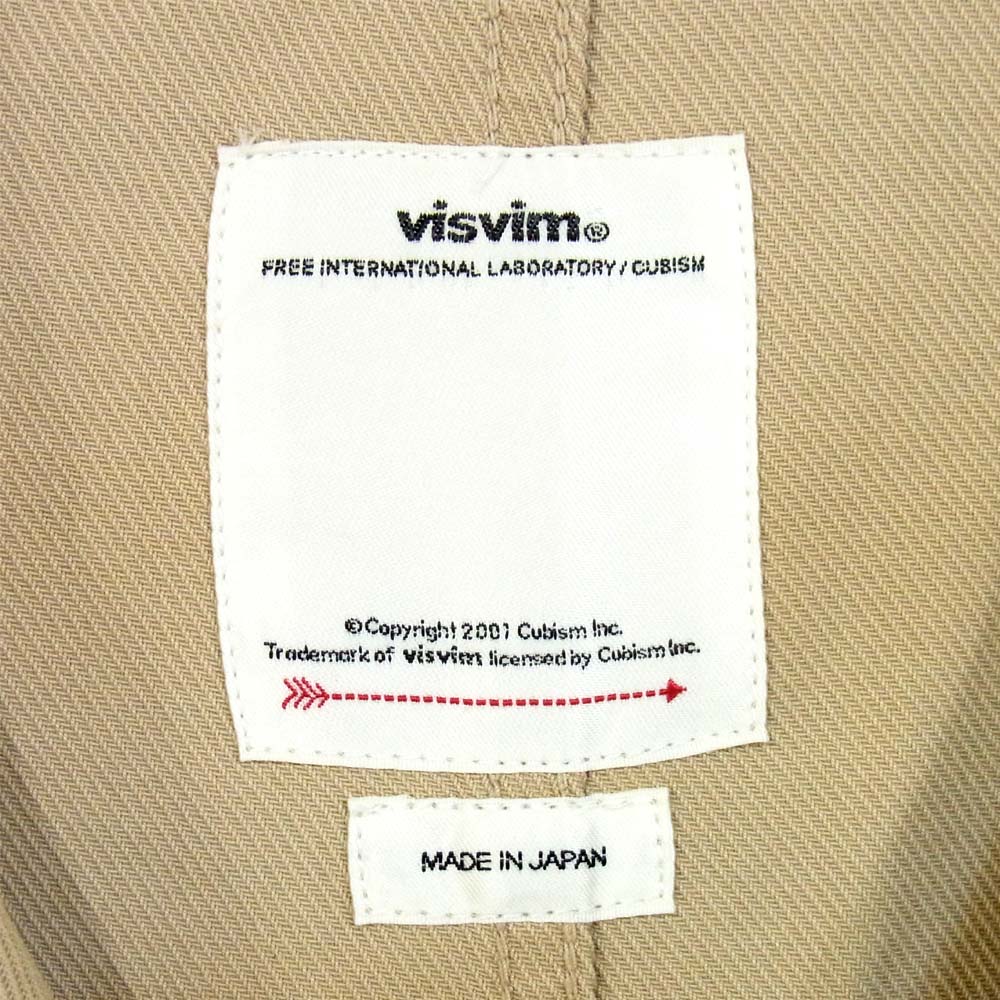 visvim®
FREE INTERNATIONAL LABORATORY / CUBISM
©Copyright 2001 Cubism Inc.
Trademark of visvim licensed by Cubism Inc.
MADE IN JAPAN